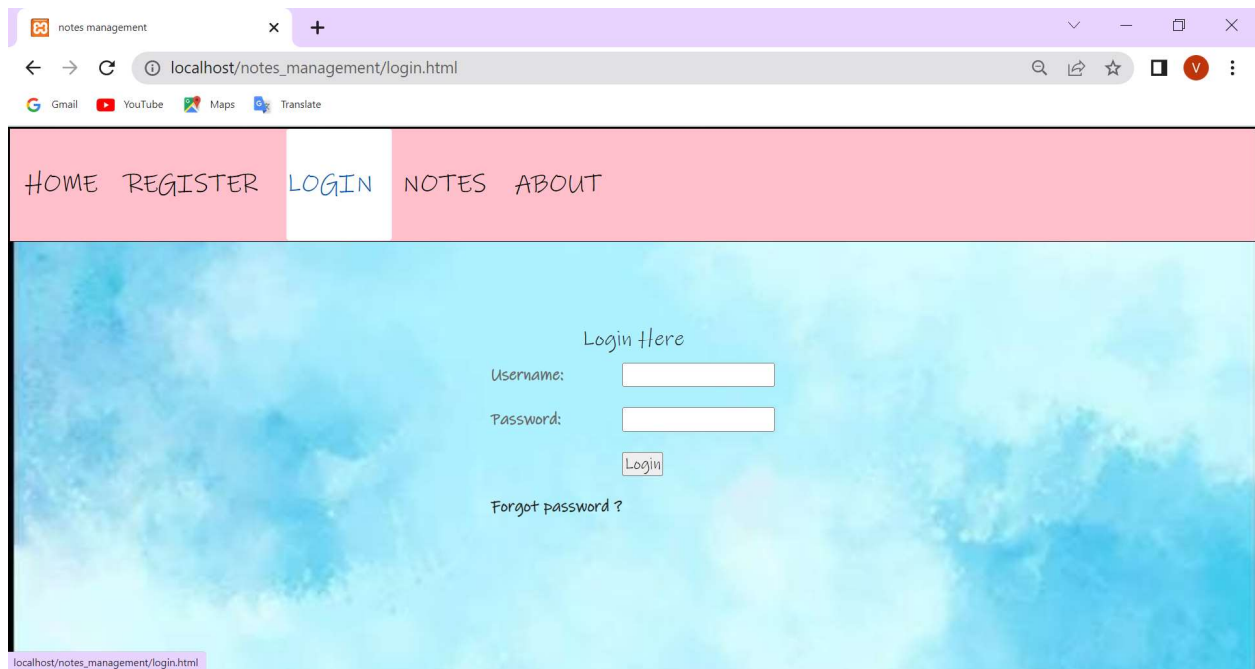 notes management
localhost/notes_management/login.html
V
Gmail YouTube Maps Translate
HOME REGISTER LOGIN NOTES ABOUT
Login Here
Username:
Password:
Login
Forgot password ?
localhost/notes_management/login.html